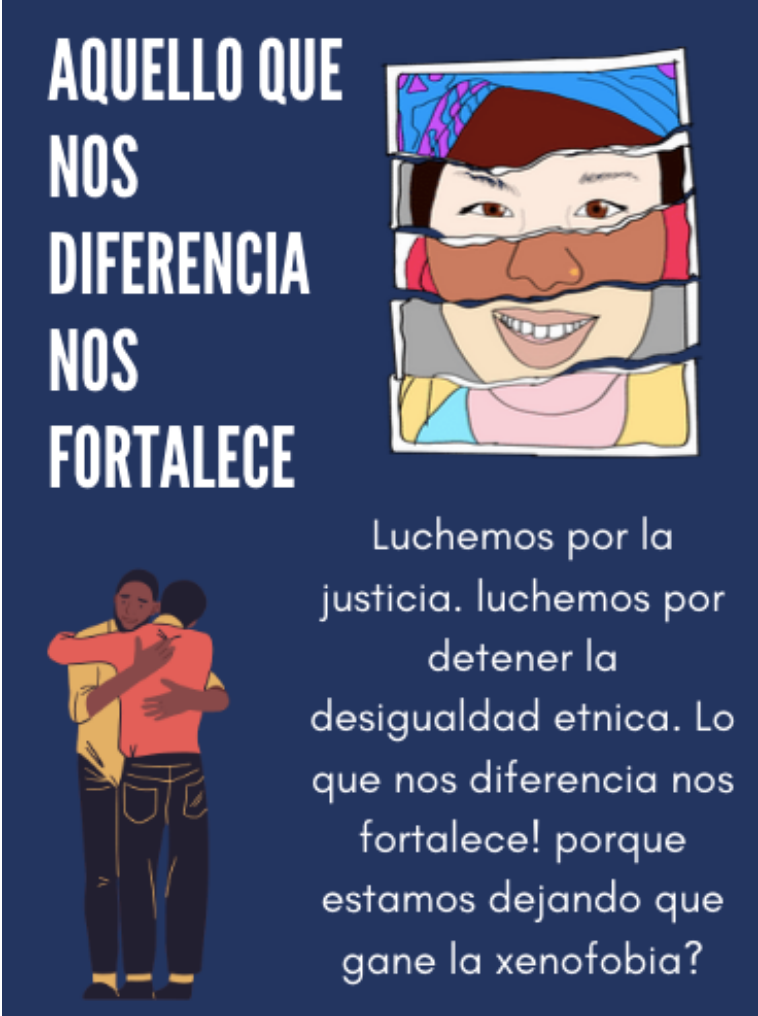 AQUELLO QUE
NOS
DIFERENCIA
NOS
FORTALECE
Luchemos por la
justicia. luchemos por
detener la
desigualdad etnica. Lo
que nos diferencia nos
fortalece! porque
estamos dejando que
gane la xenofobia?